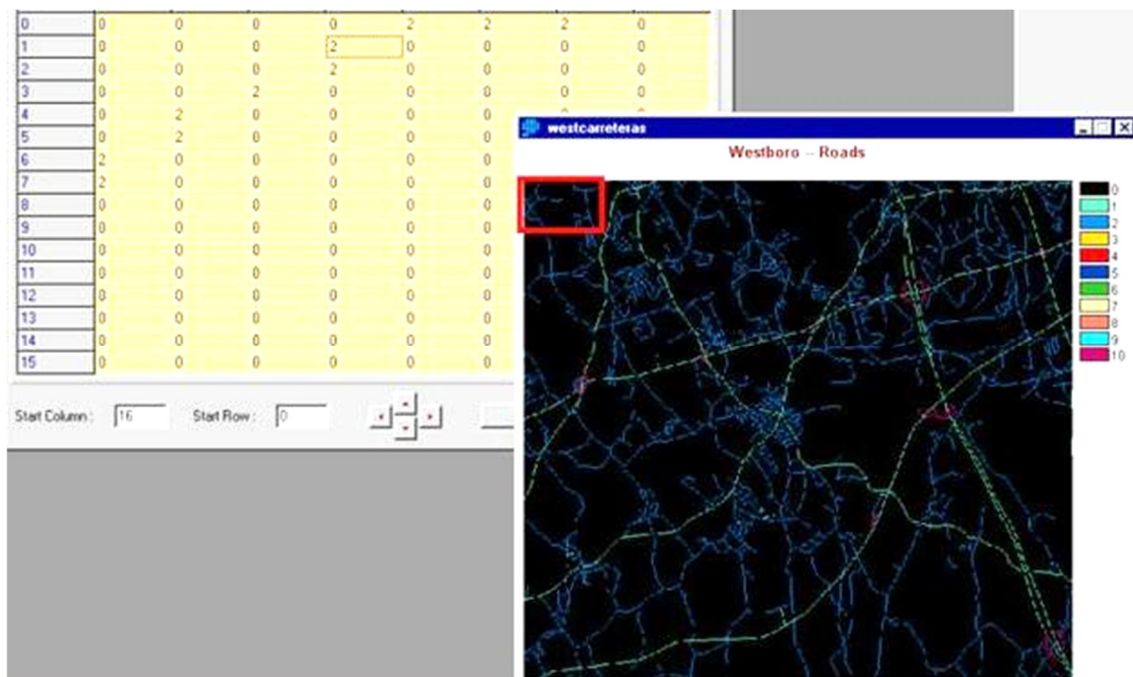 0 0 0 0 0 2 2 2 0
1 0 0 0 2 0 0 0 0
2 0 0 0 2 0 0 0 0
3 0 0 2 0 0 0 0 0
4 0 2 0 0 0 0 0 0
5 0 2 0 0 0
6 2 0 0 0 0 0
7 2 0 0 0 0 0
8 0 0 0 0 0 0
9 0 0 0 0 0 0
10 0 0 0 0 0 0
11 0 0 0 0 0 0
12 0 0 0 0 0 0
13 0 0 0 0 0 0
14 0 0 0 0 0 0
15 0 0 0 0 0 0
Start Column : 16 Start Row : 0
westcarreteras
Westboro -- Roads
0
1
2
3
4
5
6
7
8
9
10